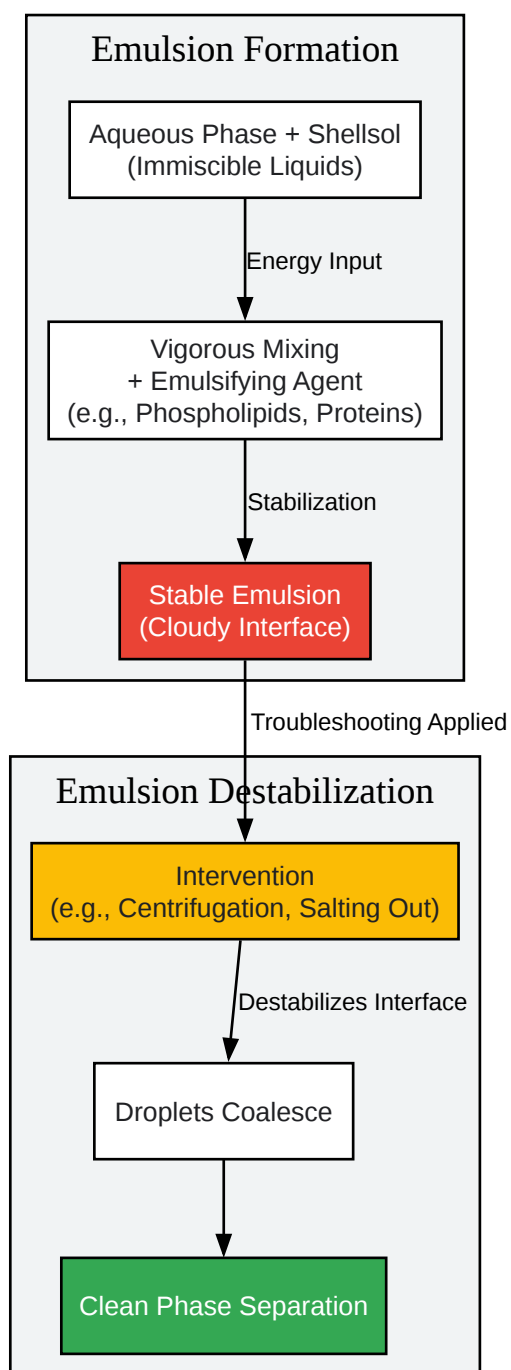 Emulsion Formation
Aqueous Phase + Shellsol
(Immiscible Liquids)
Energy Input
Vigorous Mixing
+ Emulsifying Agent
(e.g., Phospholipids, Proteins)
Stabilization
Stable Emulsion
(Cloudy Interface)
Troubleshooting Applied
Emulsion Destabilization
Intervention
(e.g., Centrifugation, Salting Out)
Destabilizes Interface
Droplets Coalesce
Clean Phase Separation